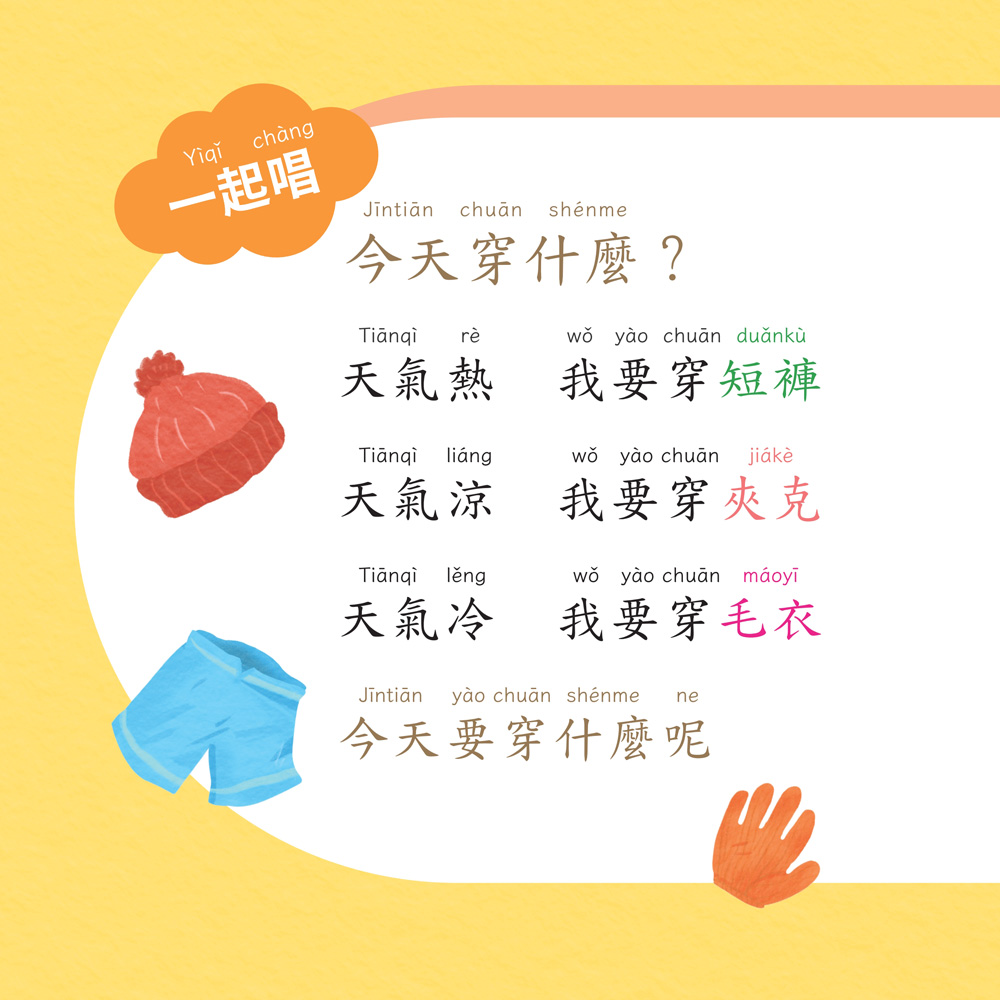 Yìqǐ chàng
一起唱
Jīntiān chuān shénme
今天穿什麼？
Tiānqì rè wǒ yào chuān duǎnkù
天氣熱 我要穿短褲
Tiānqì liáng wǒ yào chuān jiákè
天氣涼 我要穿夾克
Tiānqì lěng wǒ yào chuān máoyī
天氣冷 我要穿毛衣
Jīntiān yào chuān shénme ne
今天要穿什麼呢